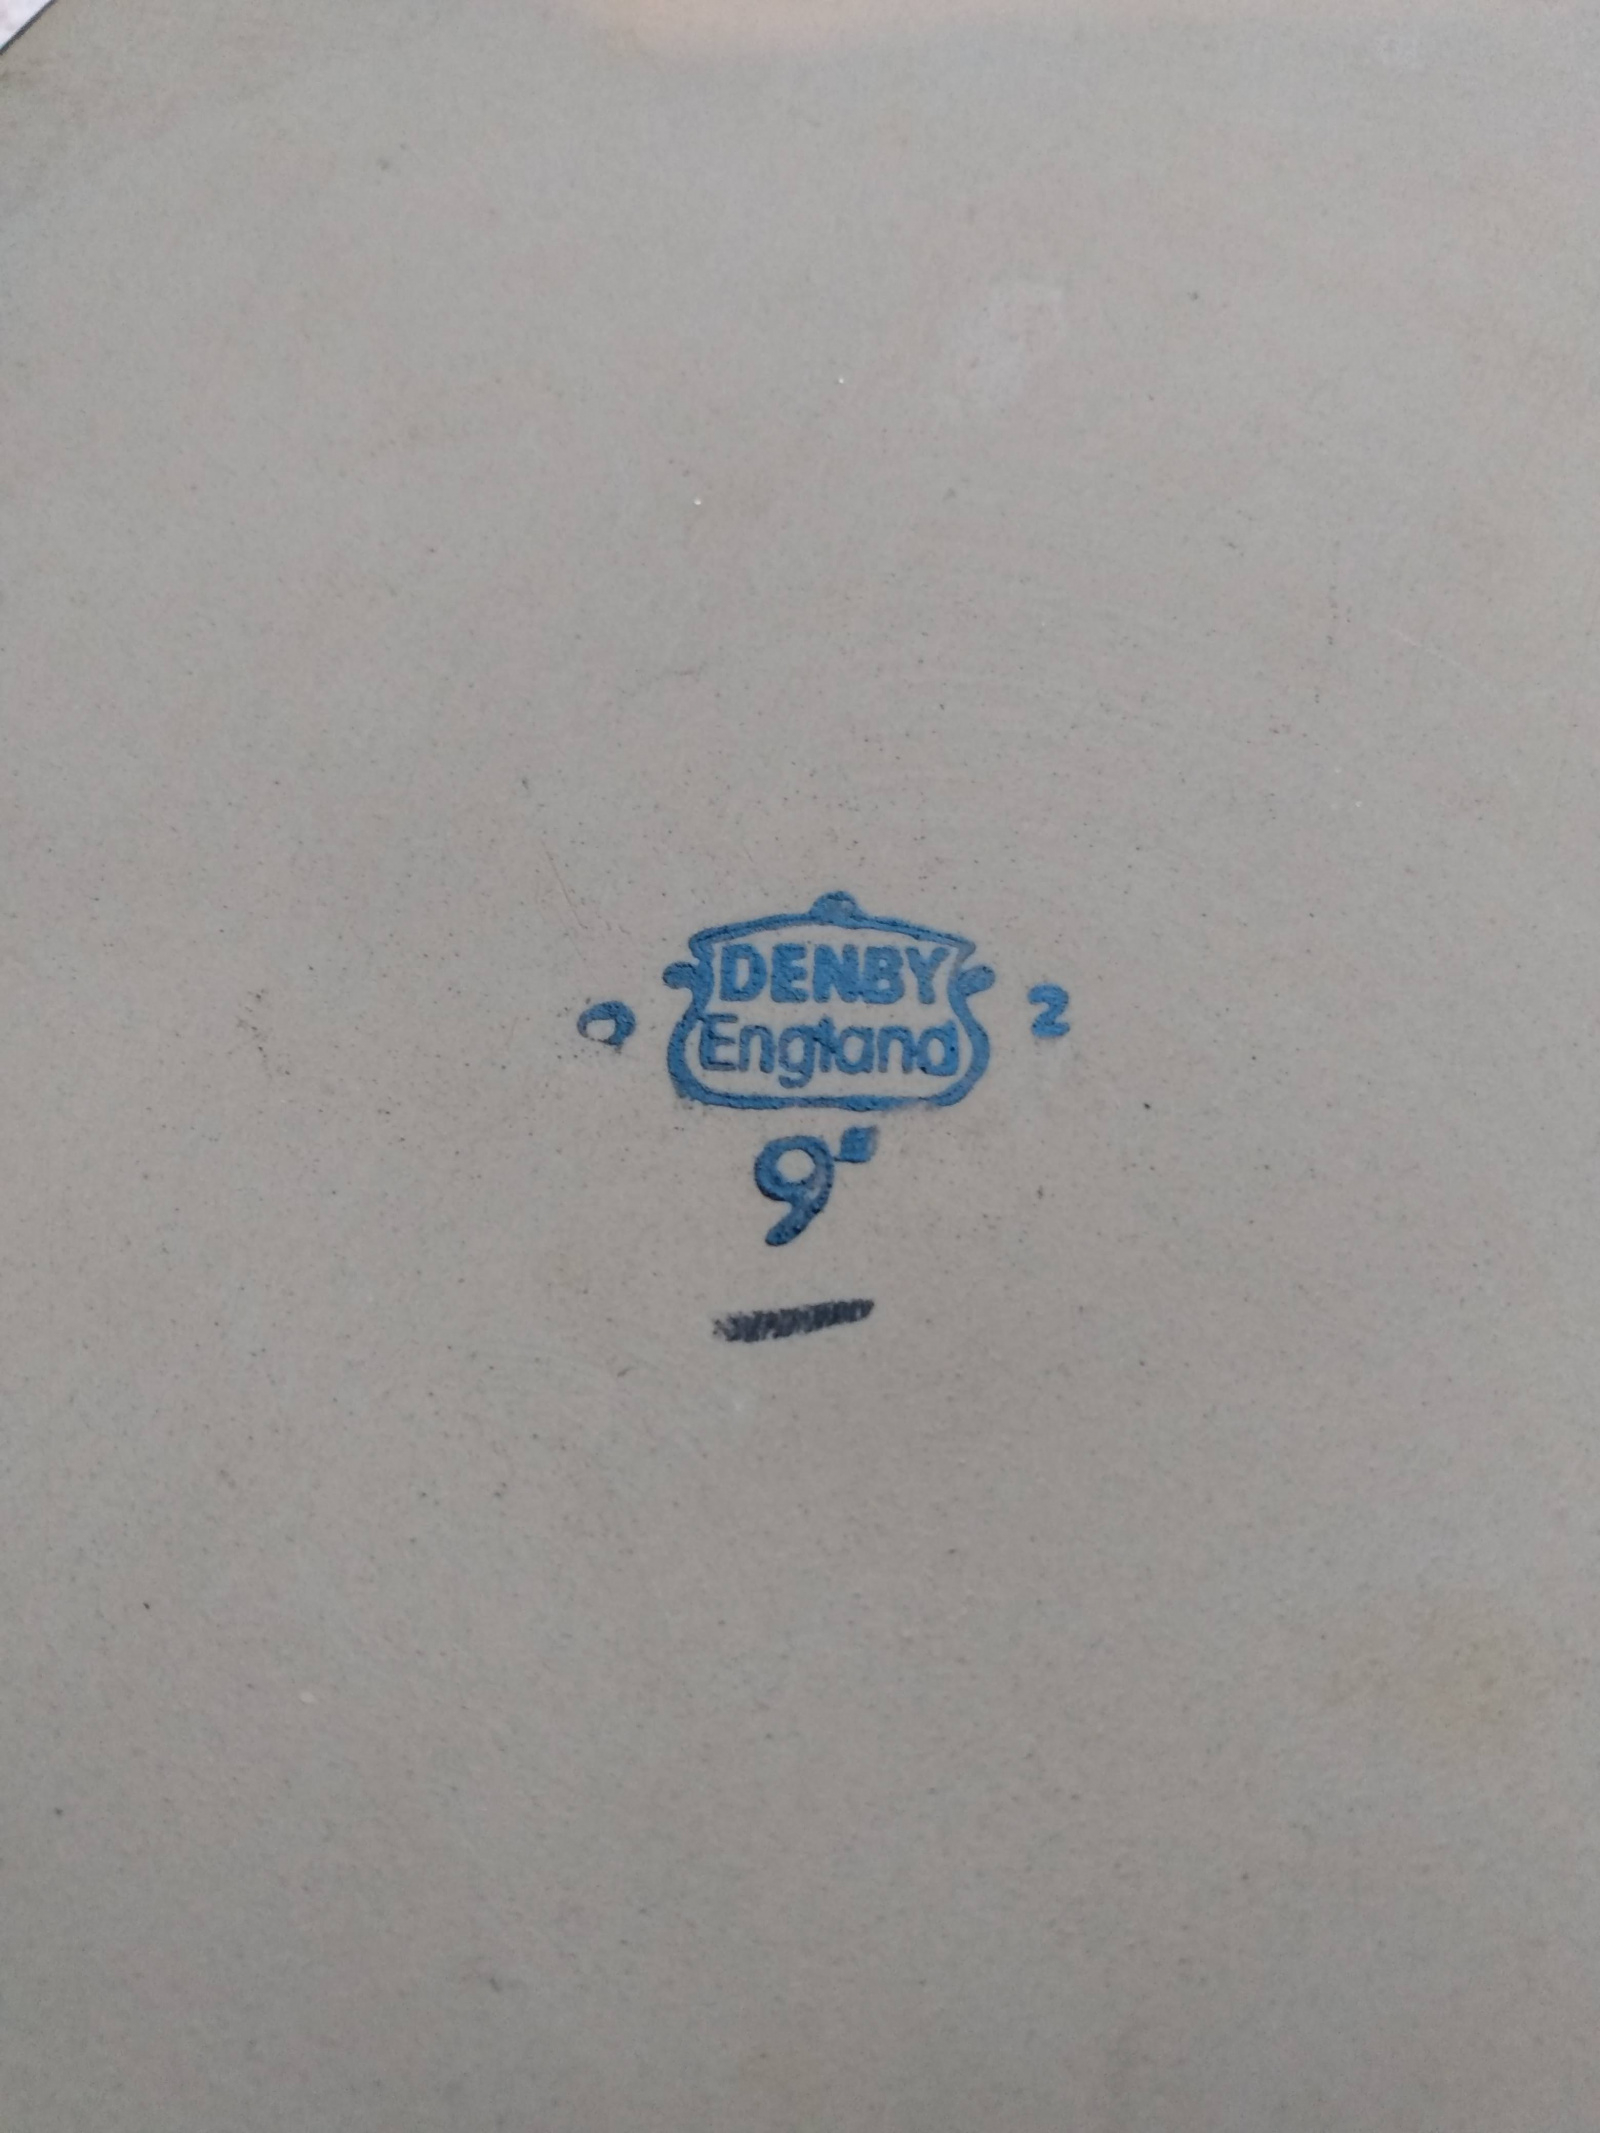 DENBY
England
2
9"